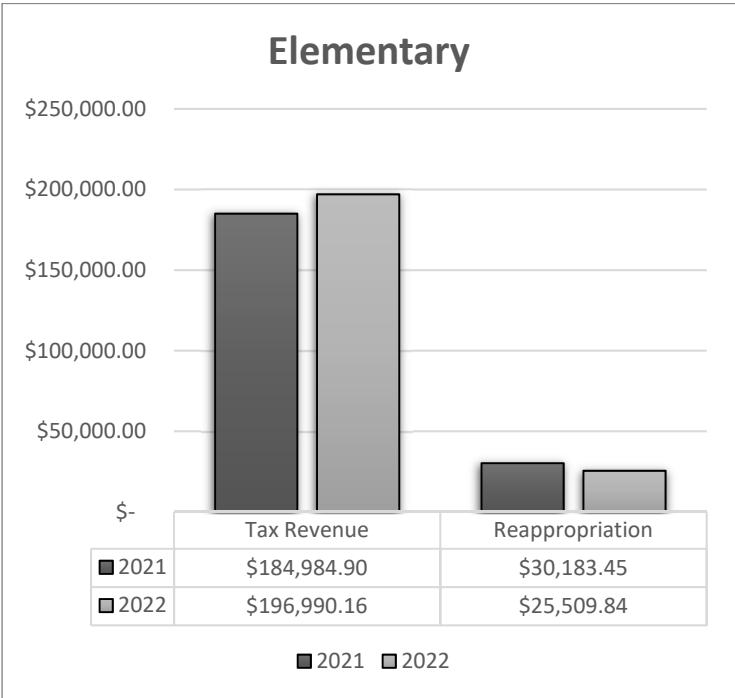 Elementary
$250,000.00
$200,000.00
$150,000.00
$100,000.00
$50,000.00
$-
Tax Revenue Reappropriation
2021 $184,984.90 $30,183.45
2022 $196,990.16 $25,509.84
2021 2022